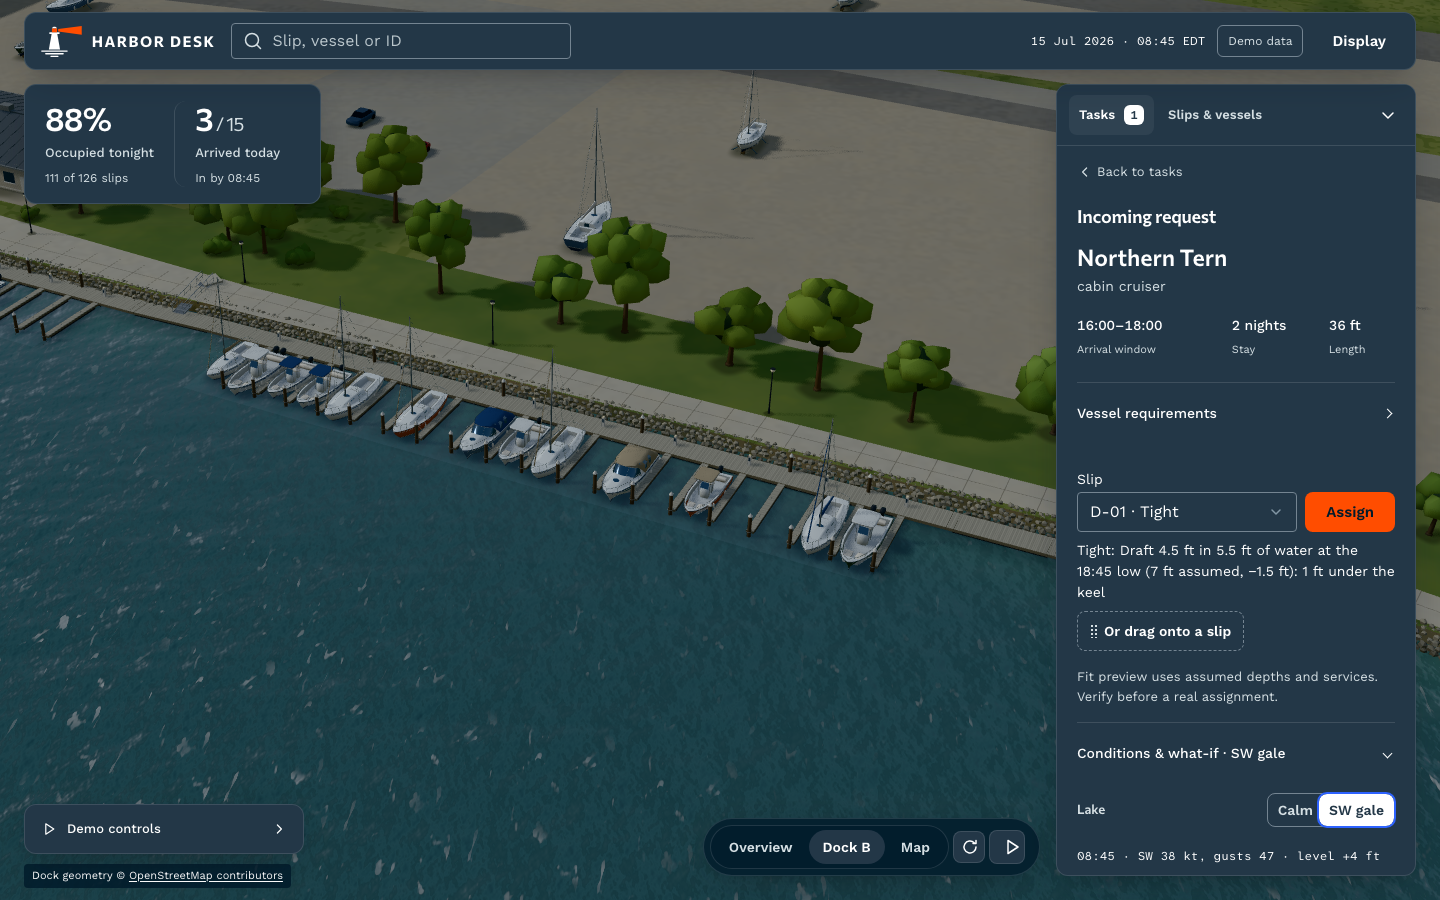 HARBOR DESK
Slip, vessel or ID
15 Jul 2026 · 08:45 EDT
Demo data
Display
88%
Occupied tonight
111 of 126 slips
3/15
Arrived today
In by 08:45
Tasks 1
Slips & vessels
Back to tasks
Incoming request
Northern Tern
cabin cruiser
16:00–18:00
Arrival window
2 nights
Stay
36 ft
Length
Vessel requirements
Slip
D-01 · Tight
Assign
Tight: Draft 4.5 ft in 5.5 ft of water at the
18:45 low (7 ft assumed, −1.5 ft): 1 ft under the
keel
Or drag onto a slip
Fit preview uses assumed depths and services.
Verify before a real assignment.
Conditions & what-if · SW gale
Lake
Calm
SW gale
08:45 · SW 38 kt, gusts 47 · level +4 ft
Demo controls
Overview
Dock B
Map
Dock geometry © OpenStreetMap contributors